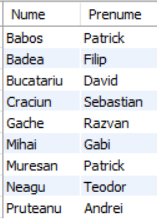 Nume Prenume
Babos Patrick
Badea Filip
Bucatariu David
Craciun Sebastian
Gache Razvan
Mihai Gabi
Muresan Patrick
Neagu Teodor
Pruteanu Andrei